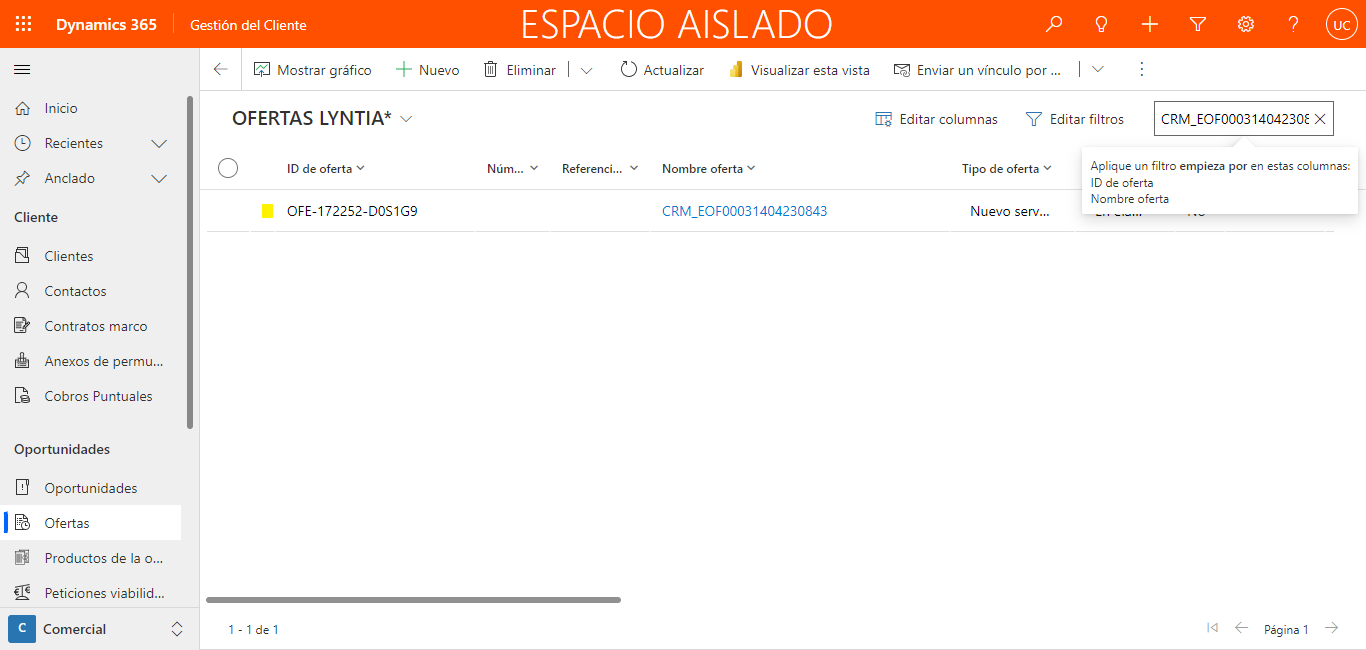 Dynamics 365
Gestión del Cliente
ESPACIO AISLADO
UC
Mostrar gráfico
Nuevo
Eliminar
Actualizar
Visualizar esta vista
Enviar un vínculo por ...
Inicio
Recientes
Anclado
Cliente
Clientes
Contactos
Contratos marco
Anexos de permu...
Cobros Puntuales
Oportunidades
Oportunidades
Ofertas
Productos de la o...
Peticiones viabilid...
C Comercial
OFERTAS LYNTIA*
Editar columnas
Editar filtros
CRM_EOF000314042308
Aplique un filtro empieza por en estas columnas:
ID de oferta
Nombre oferta
ID de oferta
Núm...
Referenci...
Nombre oferta
Tipo de oferta
OFE-172252-D0S1G9
CRM_EOF00031404230843
Nuevo serv...
1 - 1 de 1
Página 1